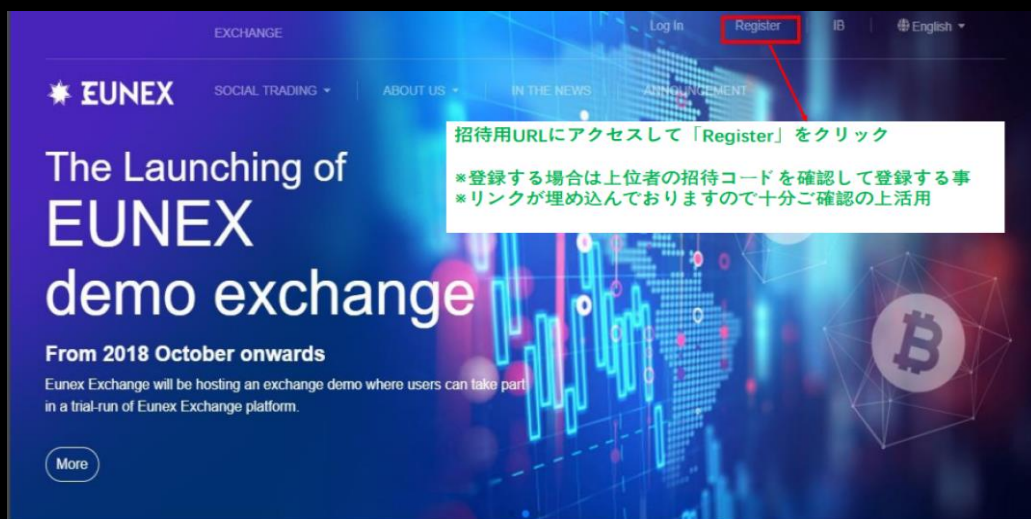 EXCHANGE
Log In
Register
IB
English
EUNEX
SOCIAL TRADING
ABOUT US
IN THE NEWS
ANNOUNCEMENT
招待用URLにアクセスして「Register」をクリック
※登録する場合は上位者の招待コードを確認して登録する事
※リンクが埋め込んでおりますので十分ご確認の上活用
The Launching of
EUNEX
demo exchange
From 2018 October onwards
Eunex Exchange will be hosting an exchange demo where users can take part
in a trial-run of Eunex Exchange platform.
More